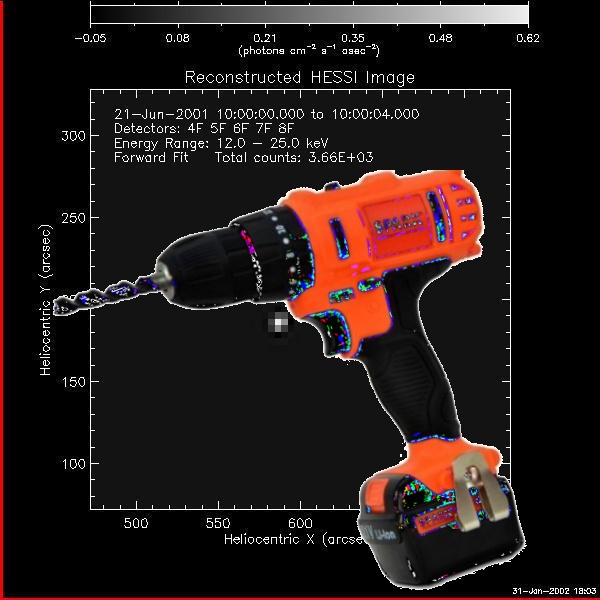 −0.05 0.08 0.21 0.35 0.48 0.62
(photons cm⁻² s⁻¹ asec⁻²)
Reconstructed HESSI Image
21−Jun−2001 10:00:00.000 to 10:00:04.000
Detectors: 4F 5F 6F 7F 8F
Energy Range: 12.0 − 25.0 keV
Forward Fit Total counts: 3.66E+03
Heliocentric Y (arcsec)
300
250
150
100
500 550 600
Heliocentric X (arcse
Li-Ion
31−Jan−2002 18:03